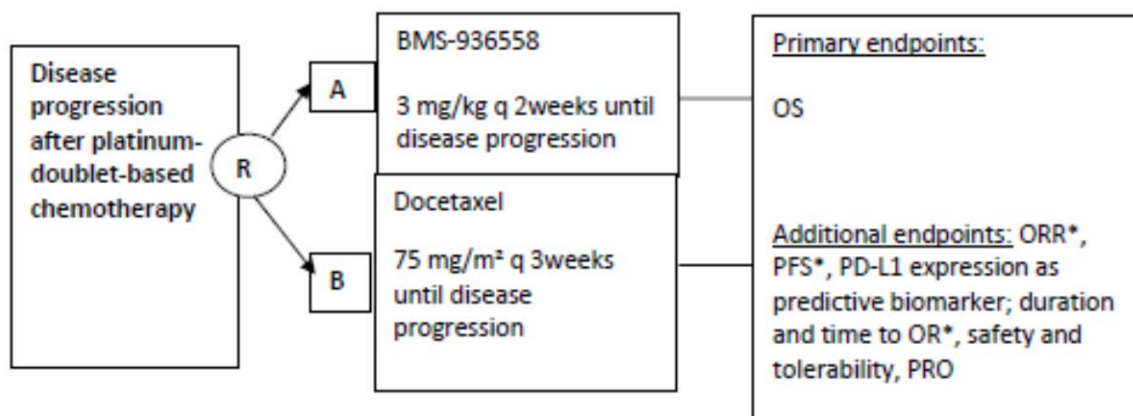 Disease
progression
after platinum-
doublet-based
chemotherapy
R
A
B
BMS-936558
3 mg/kg q 2weeks until
disease progression
Docetaxel
75 mg/m² q 3weeks
until disease
progression
Primary endpoints:
OS
Additional endpoints: ORR*,
PFS*, PD-L1 expression as
predictive biomarker; duration
and time to OR*, safety and
tolerability, PRO